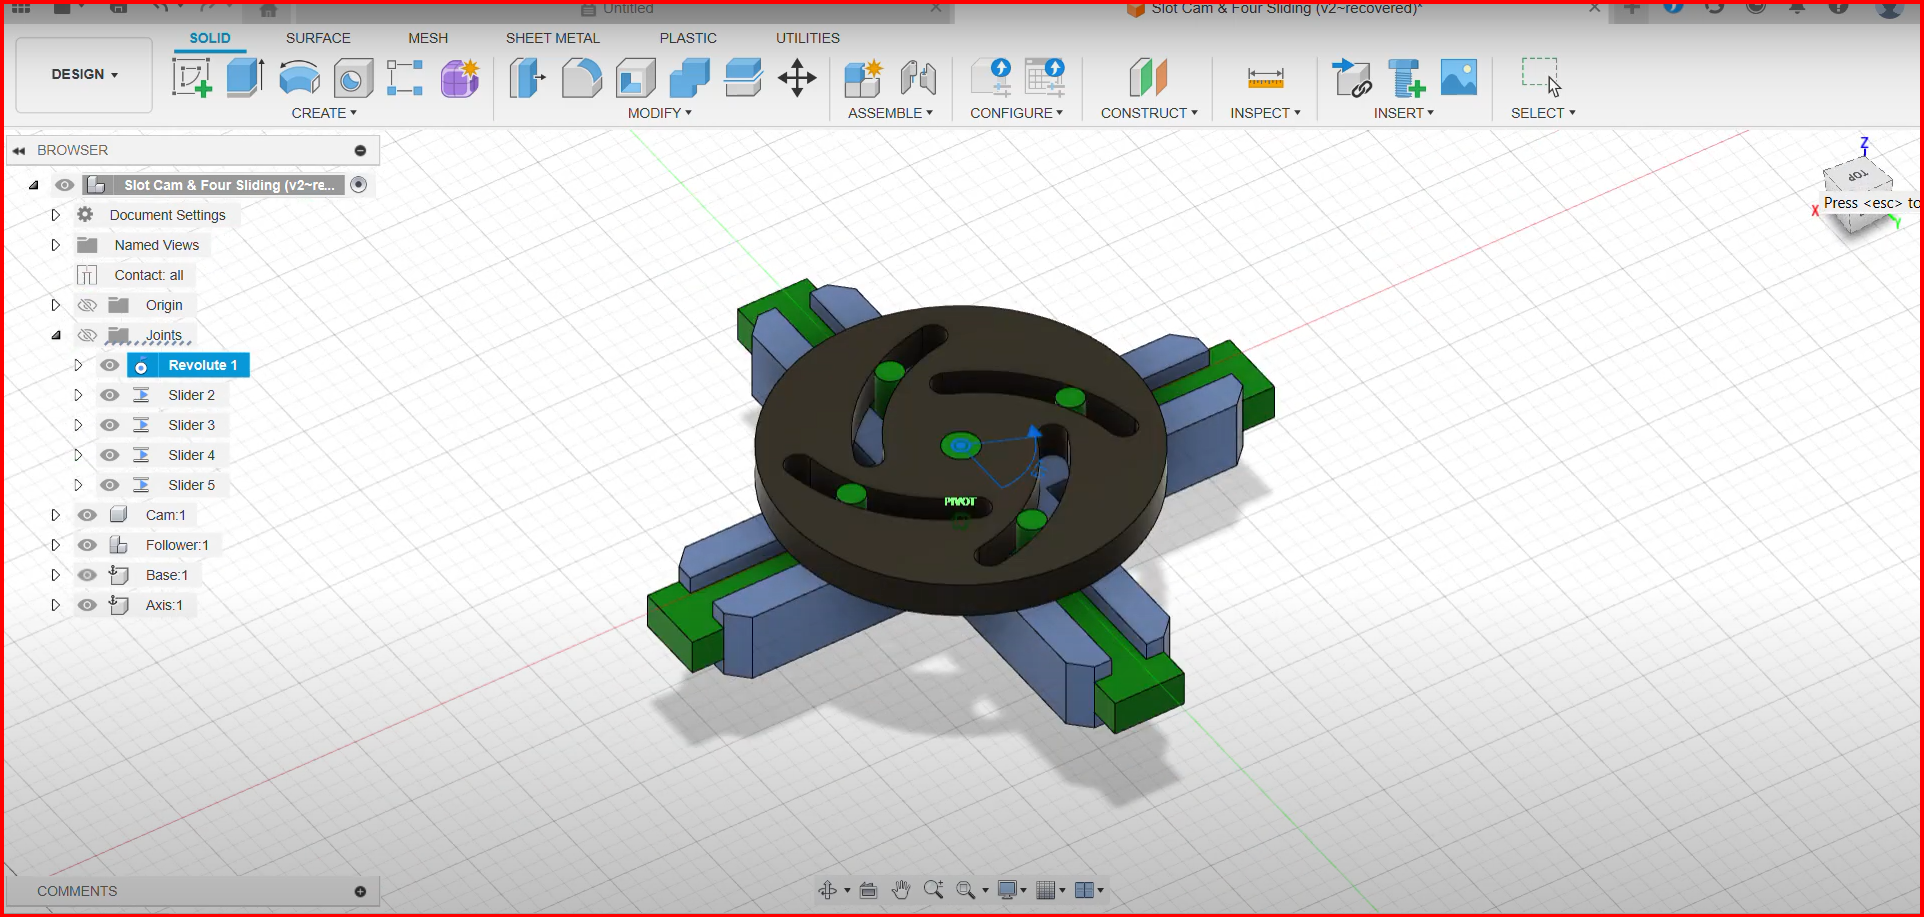 Untitled
Slot Cam & Four Sliding (v2~recovered)*
SOLID SURFACE MESH SHEET METAL PLASTIC UTILITIES
DESIGN
CREATE MODIFY ASSEMBLE CONFIGURE CONSTRUCT INSPECT INSERT SELECT
BROWSER
Slot Cam & Four Sliding (v2~re...
Document Settings
Named Views
Contact: all
Origin
Joints
Revolute 1
Slider 2
Slider 3
Slider 4
Slider 5
Cam:1
Follower:1
Base:1
Axis:1
PIVOT
Z
TOP
X
Press <esc> to
Y
COMMENTS